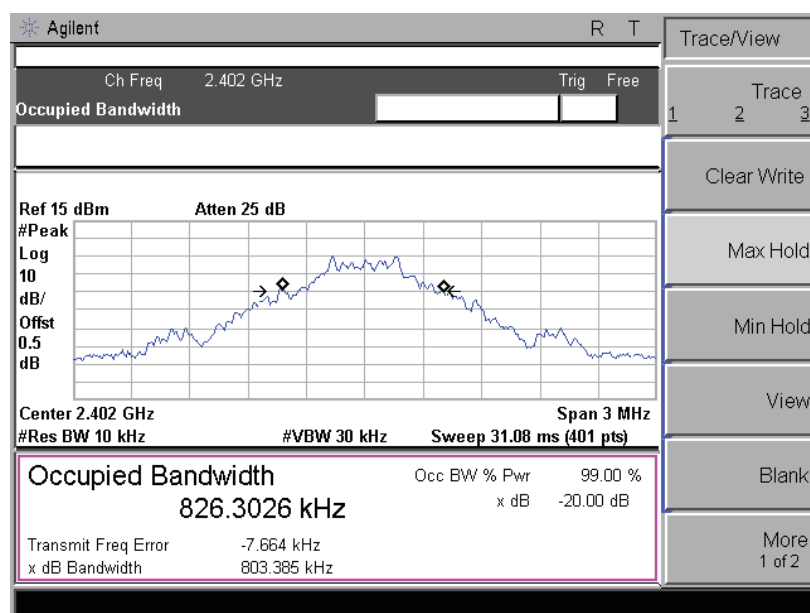 Agilent R T
Trace/View
Ch Freq 2.402 GHz Trig Free
Occupied Bandwidth
Trace
1 2 3
Clear Write
Max Hold
Min Hold
View
Blank
More
1 of 2
Ref 15 dBm Atten 25 dB
#Peak
Log
10
dB/
Offst
0.5
dB
Center 2.402 GHz Span 3 MHz
#Res BW 10 kHz #VBW 30 kHz Sweep 31.08 ms (401 pts)
Occupied Bandwidth
826.3026 kHz
Occ BW % Pwr 99.00 %
x dB -20.00 dB
Transmit Freq Error -7.664 kHz
x dB Bandwidth 803.385 kHz